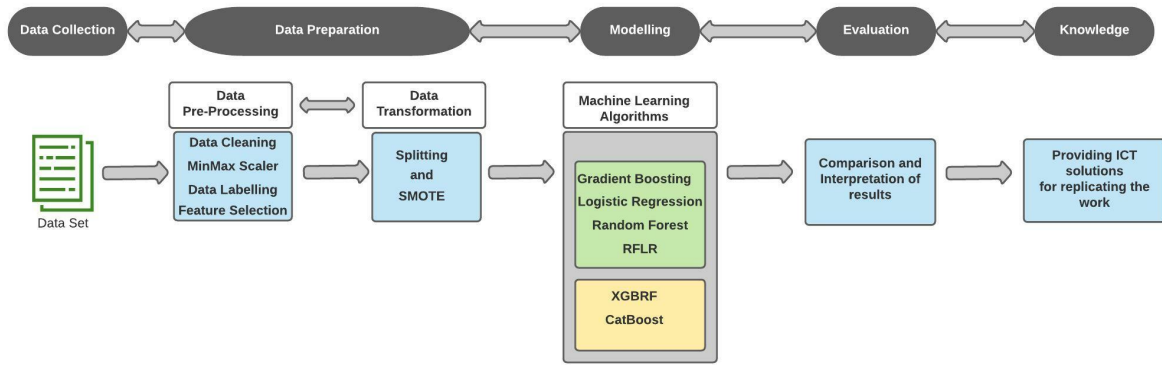 Data Collection
Data Preparation
Modelling
Evaluation
Knowledge
Data
Pre-Processing
Data
Transformation
Machine Learning
Algorithms
Data Set
Data Cleaning
MinMax Scaler
Data Labelling
Feature Selection
Splitting
and
SMOTE
Gradient Boosting
Logistic Regression
Random Forest
RFLR
XGBRF
CatBoost
Comparison and
Interpretation of
results
Providing ICT
solutions
for replicating the
work